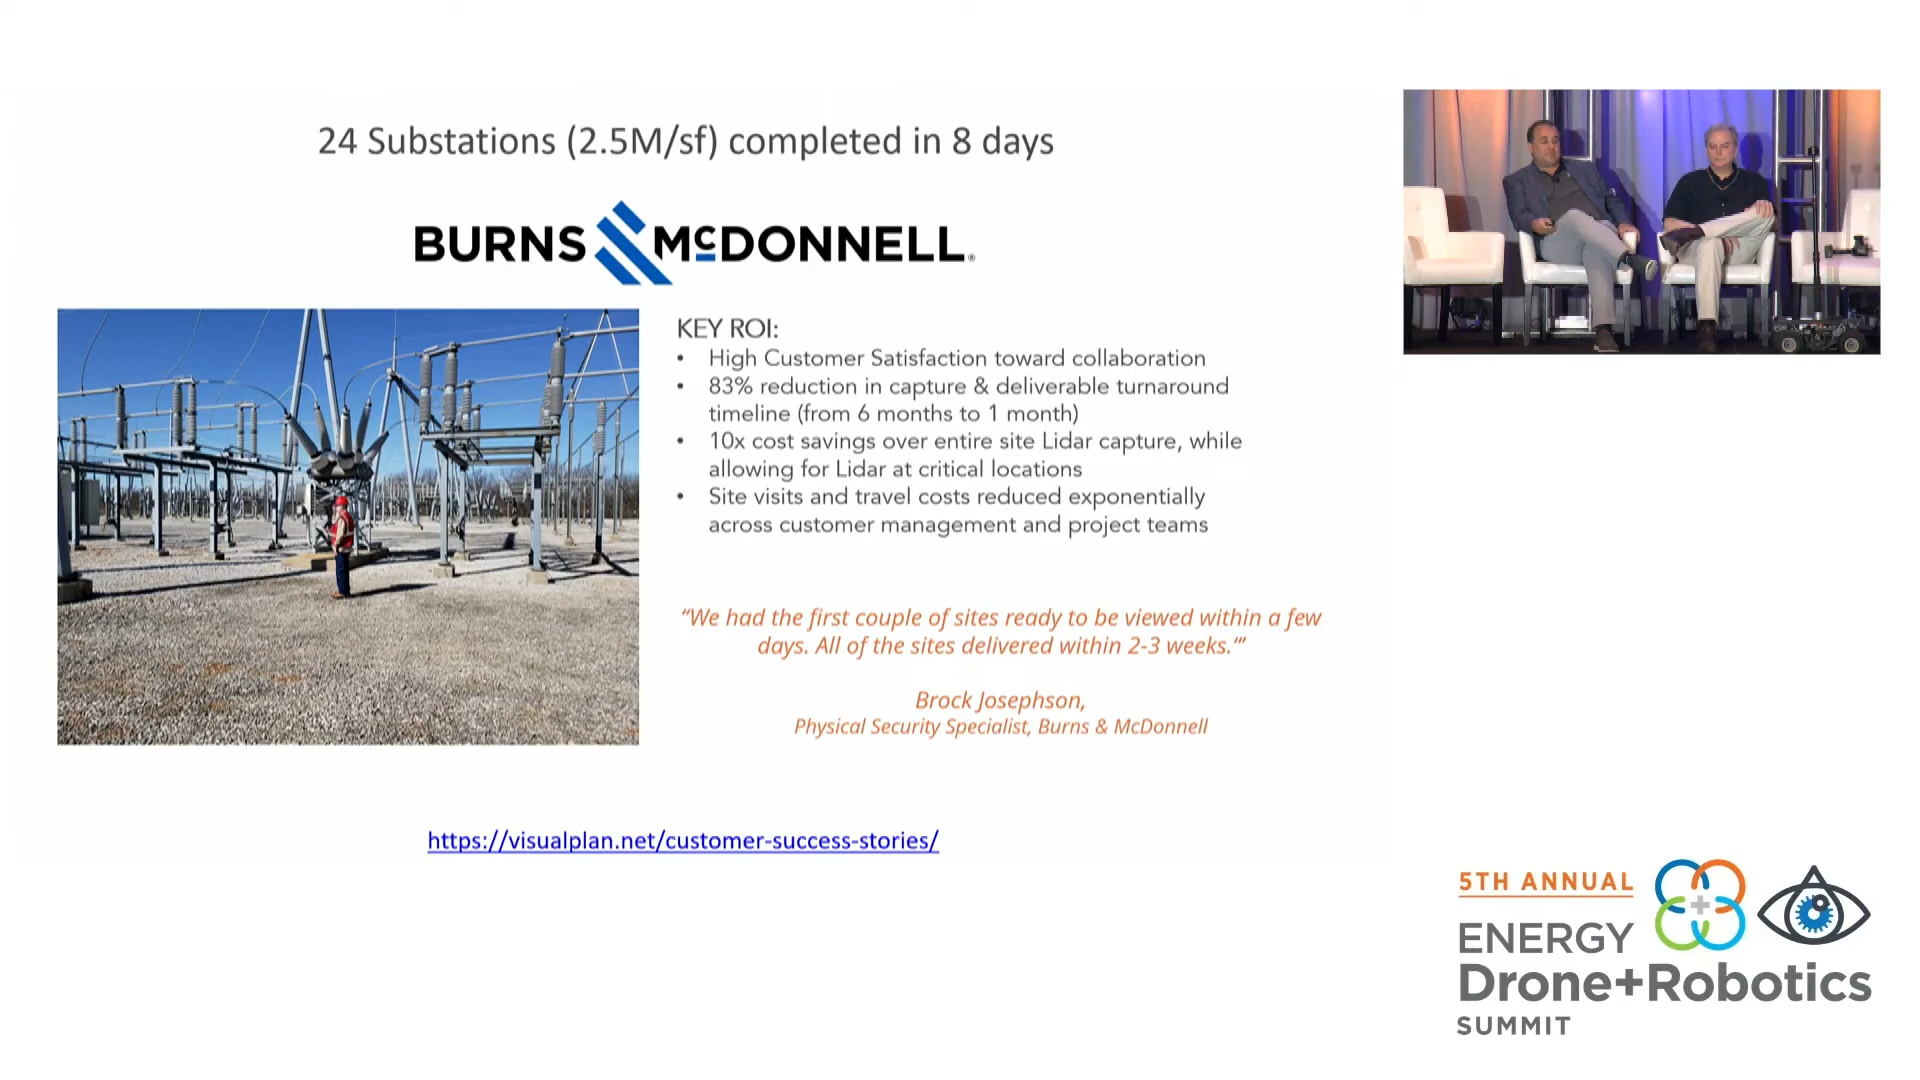 24 Substations (2.5M/sf) completed in 8 days
BURNS MCDONNELL®
KEY ROI:
• High Customer Satisfaction toward collaboration
• 83% reduction in capture & deliverable turnaround
timeline (from 6 months to 1 month)
• 10x cost savings over entire site Lidar capture, while
allowing for Lidar at critical locations
• Site visits and travel costs reduced exponentially
across customer management and project teams
“We had the first couple of sites ready to be viewed within a few
days. All of the sites delivered within 2-3 weeks.‘”
Brock Josephson,
Physical Security Specialist, Burns & McDonnell
https://visualplan.net/customer-success-stories/
5TH ANNUAL
ENERGY
Drone+Robotics
SUMMIT